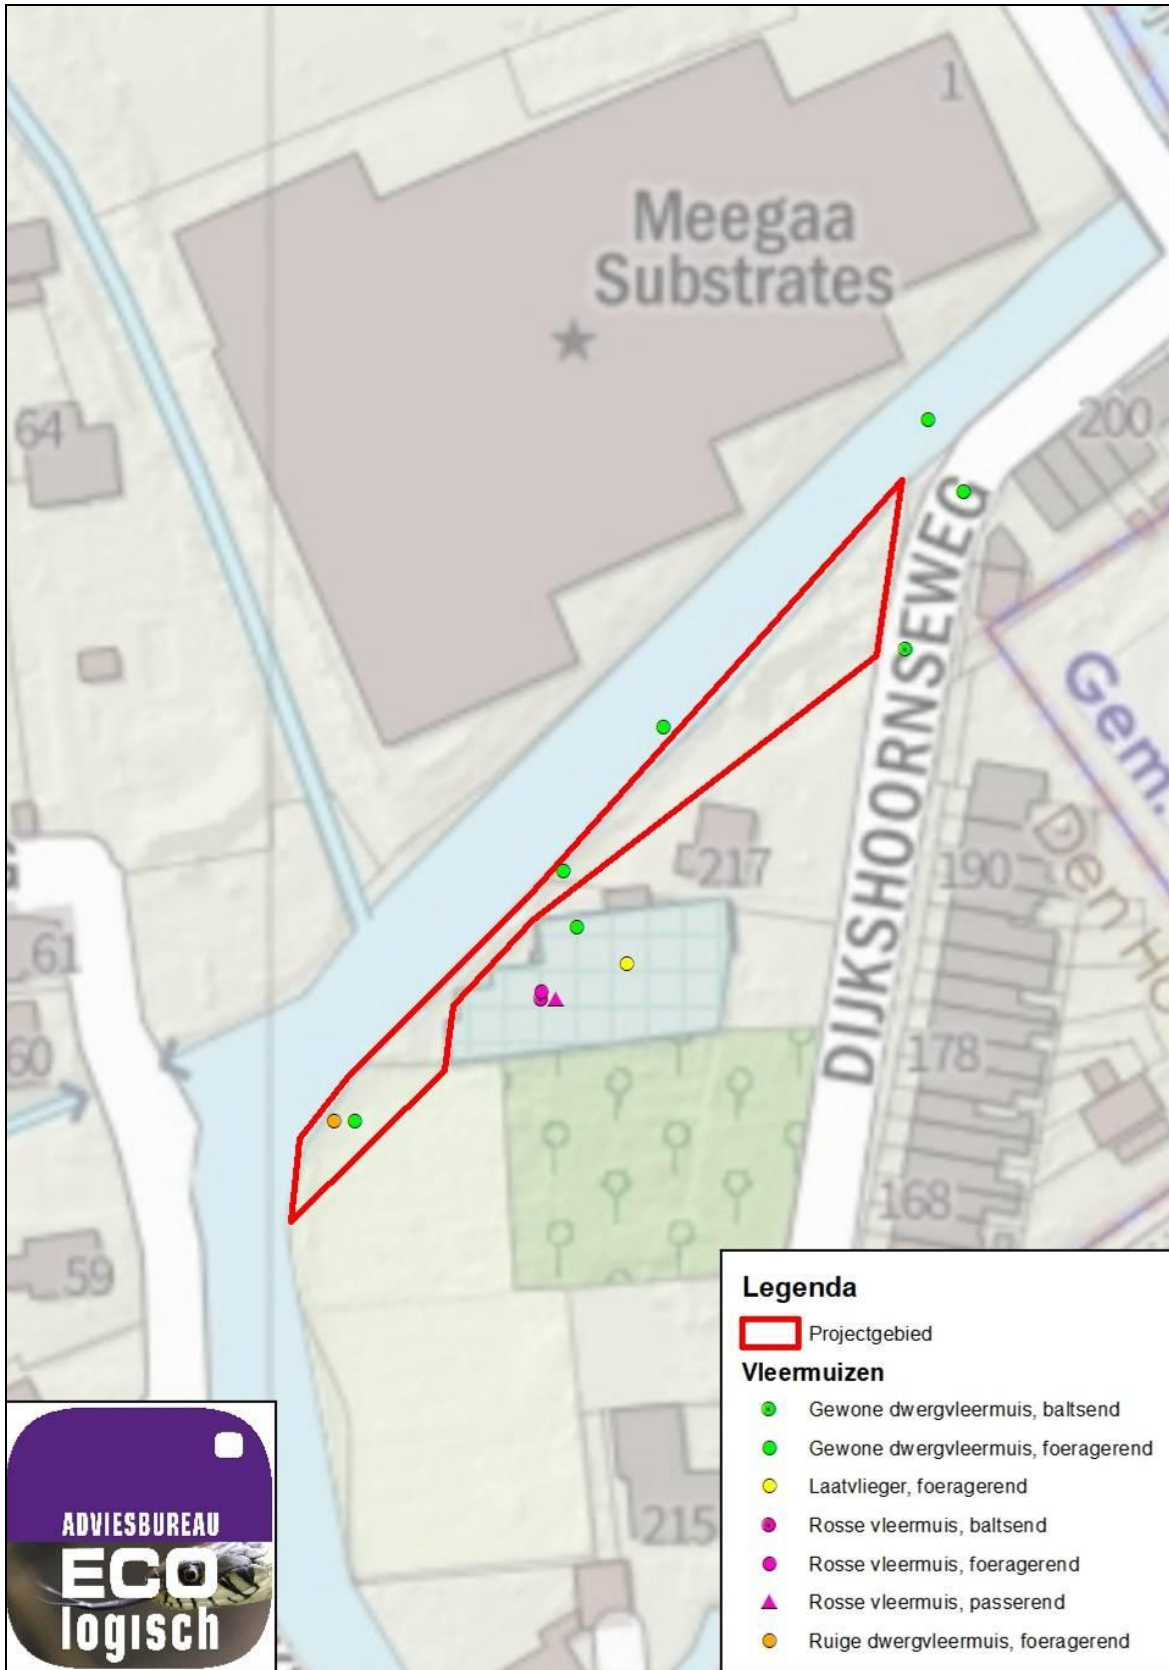 1
Meegaa
Substrates
64
200
DIJKSHOORNSEWEG
Gem.
217
190
Den Ho
61
60
178
168
59
215
Legenda
Projectgebied
Vleermuizen
Gewone dwergvleermuis, baltsend
Gewone dwergvleermuis, foeragerend
Laatvlieger, foeragerend
Rosse vleermuis, baltsend
Rosse vleermuis, foeragerend
Rosse vleermuis, passerend
Ruige dwergvleermuis, foeragerend
ADVIESBUREAU
ECO
logisch